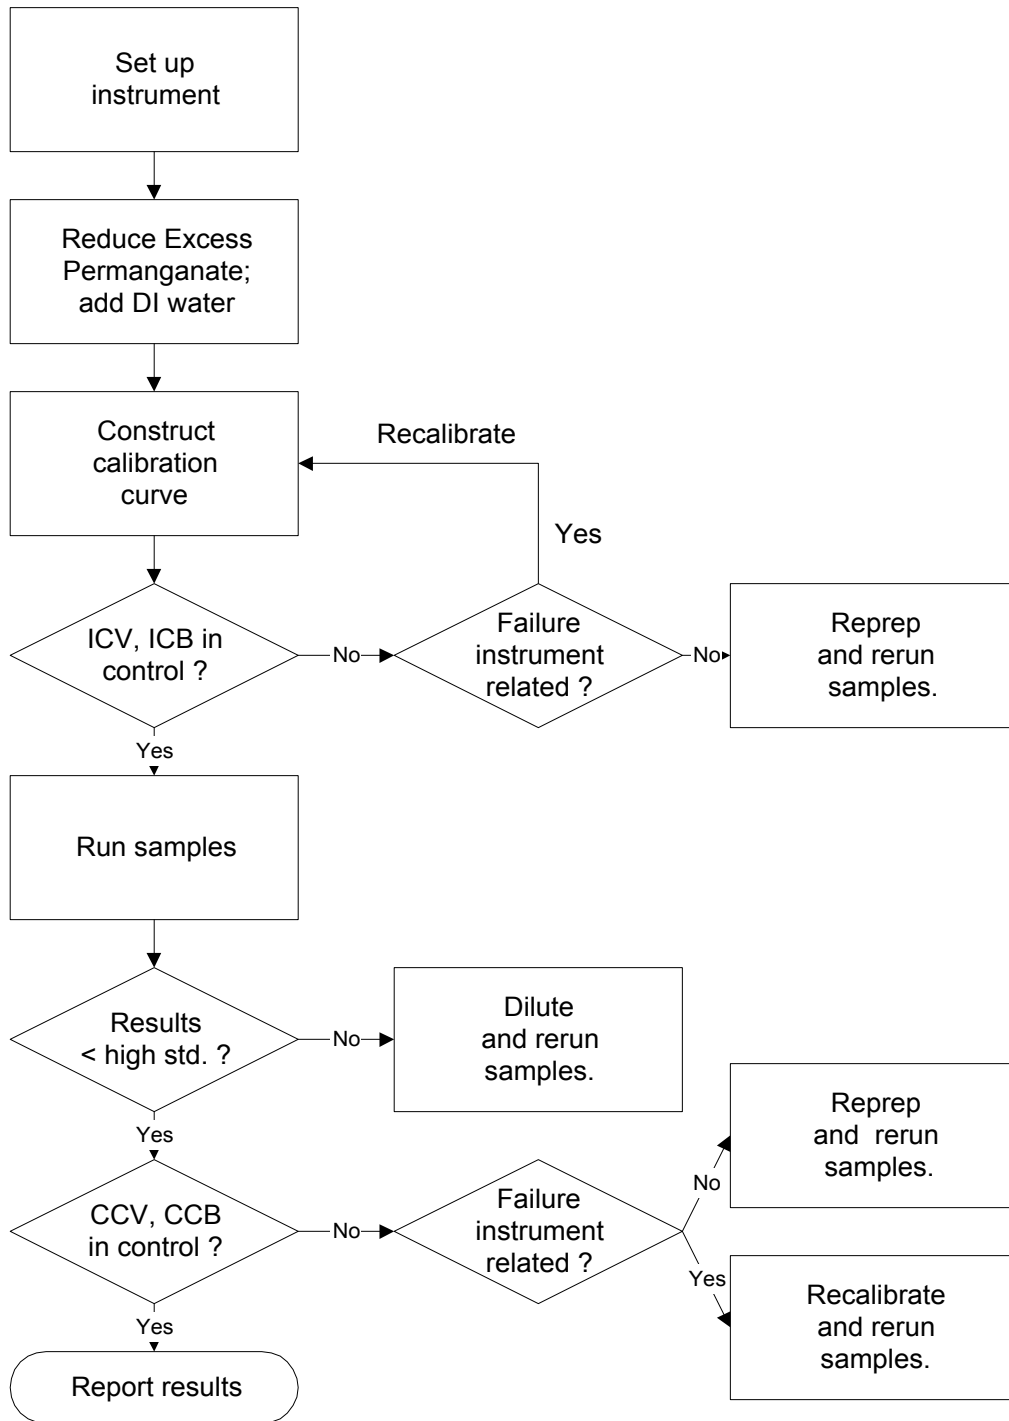 Set up
instrument
Reduce Excess
Permanganate;
add DI water
Construct
calibration
curve
Recalibrate
Yes
ICV, ICB in
control ?
No
Failure
instrument
related ?
No
Reprep
and rerun
samples.
Yes
Run samples
Results
< high std. ?
No
Dilute
and rerun
samples.
Yes
CCV, CCB
in control ?
No
Failure
instrument
related ?
No
Reprep
and rerun
samples.
Yes
Recalibrate
and rerun
samples.
Yes
Report results